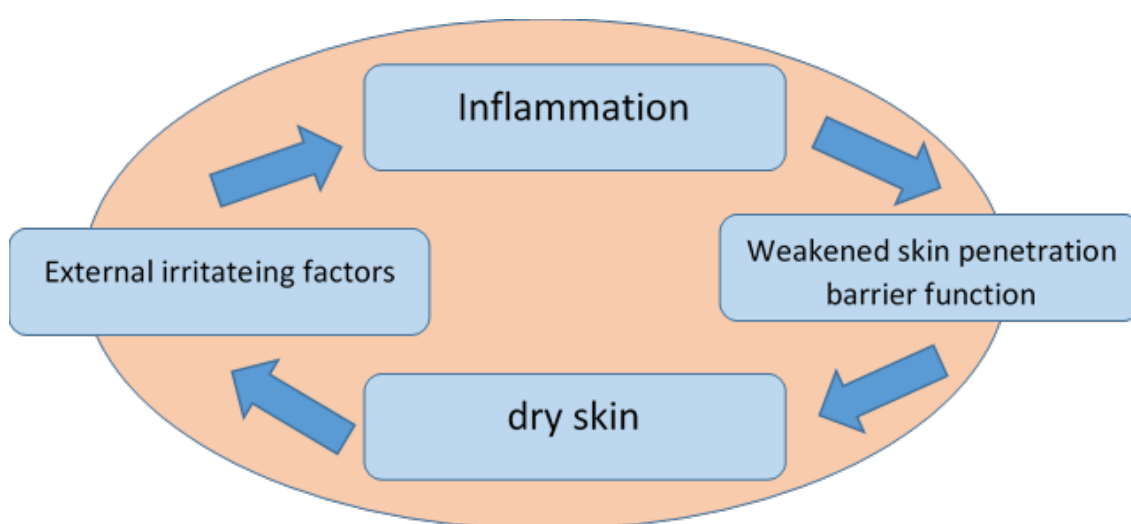 Inflammation
External irritateing factors
Weakened skin penetration
barrier function
dry skin